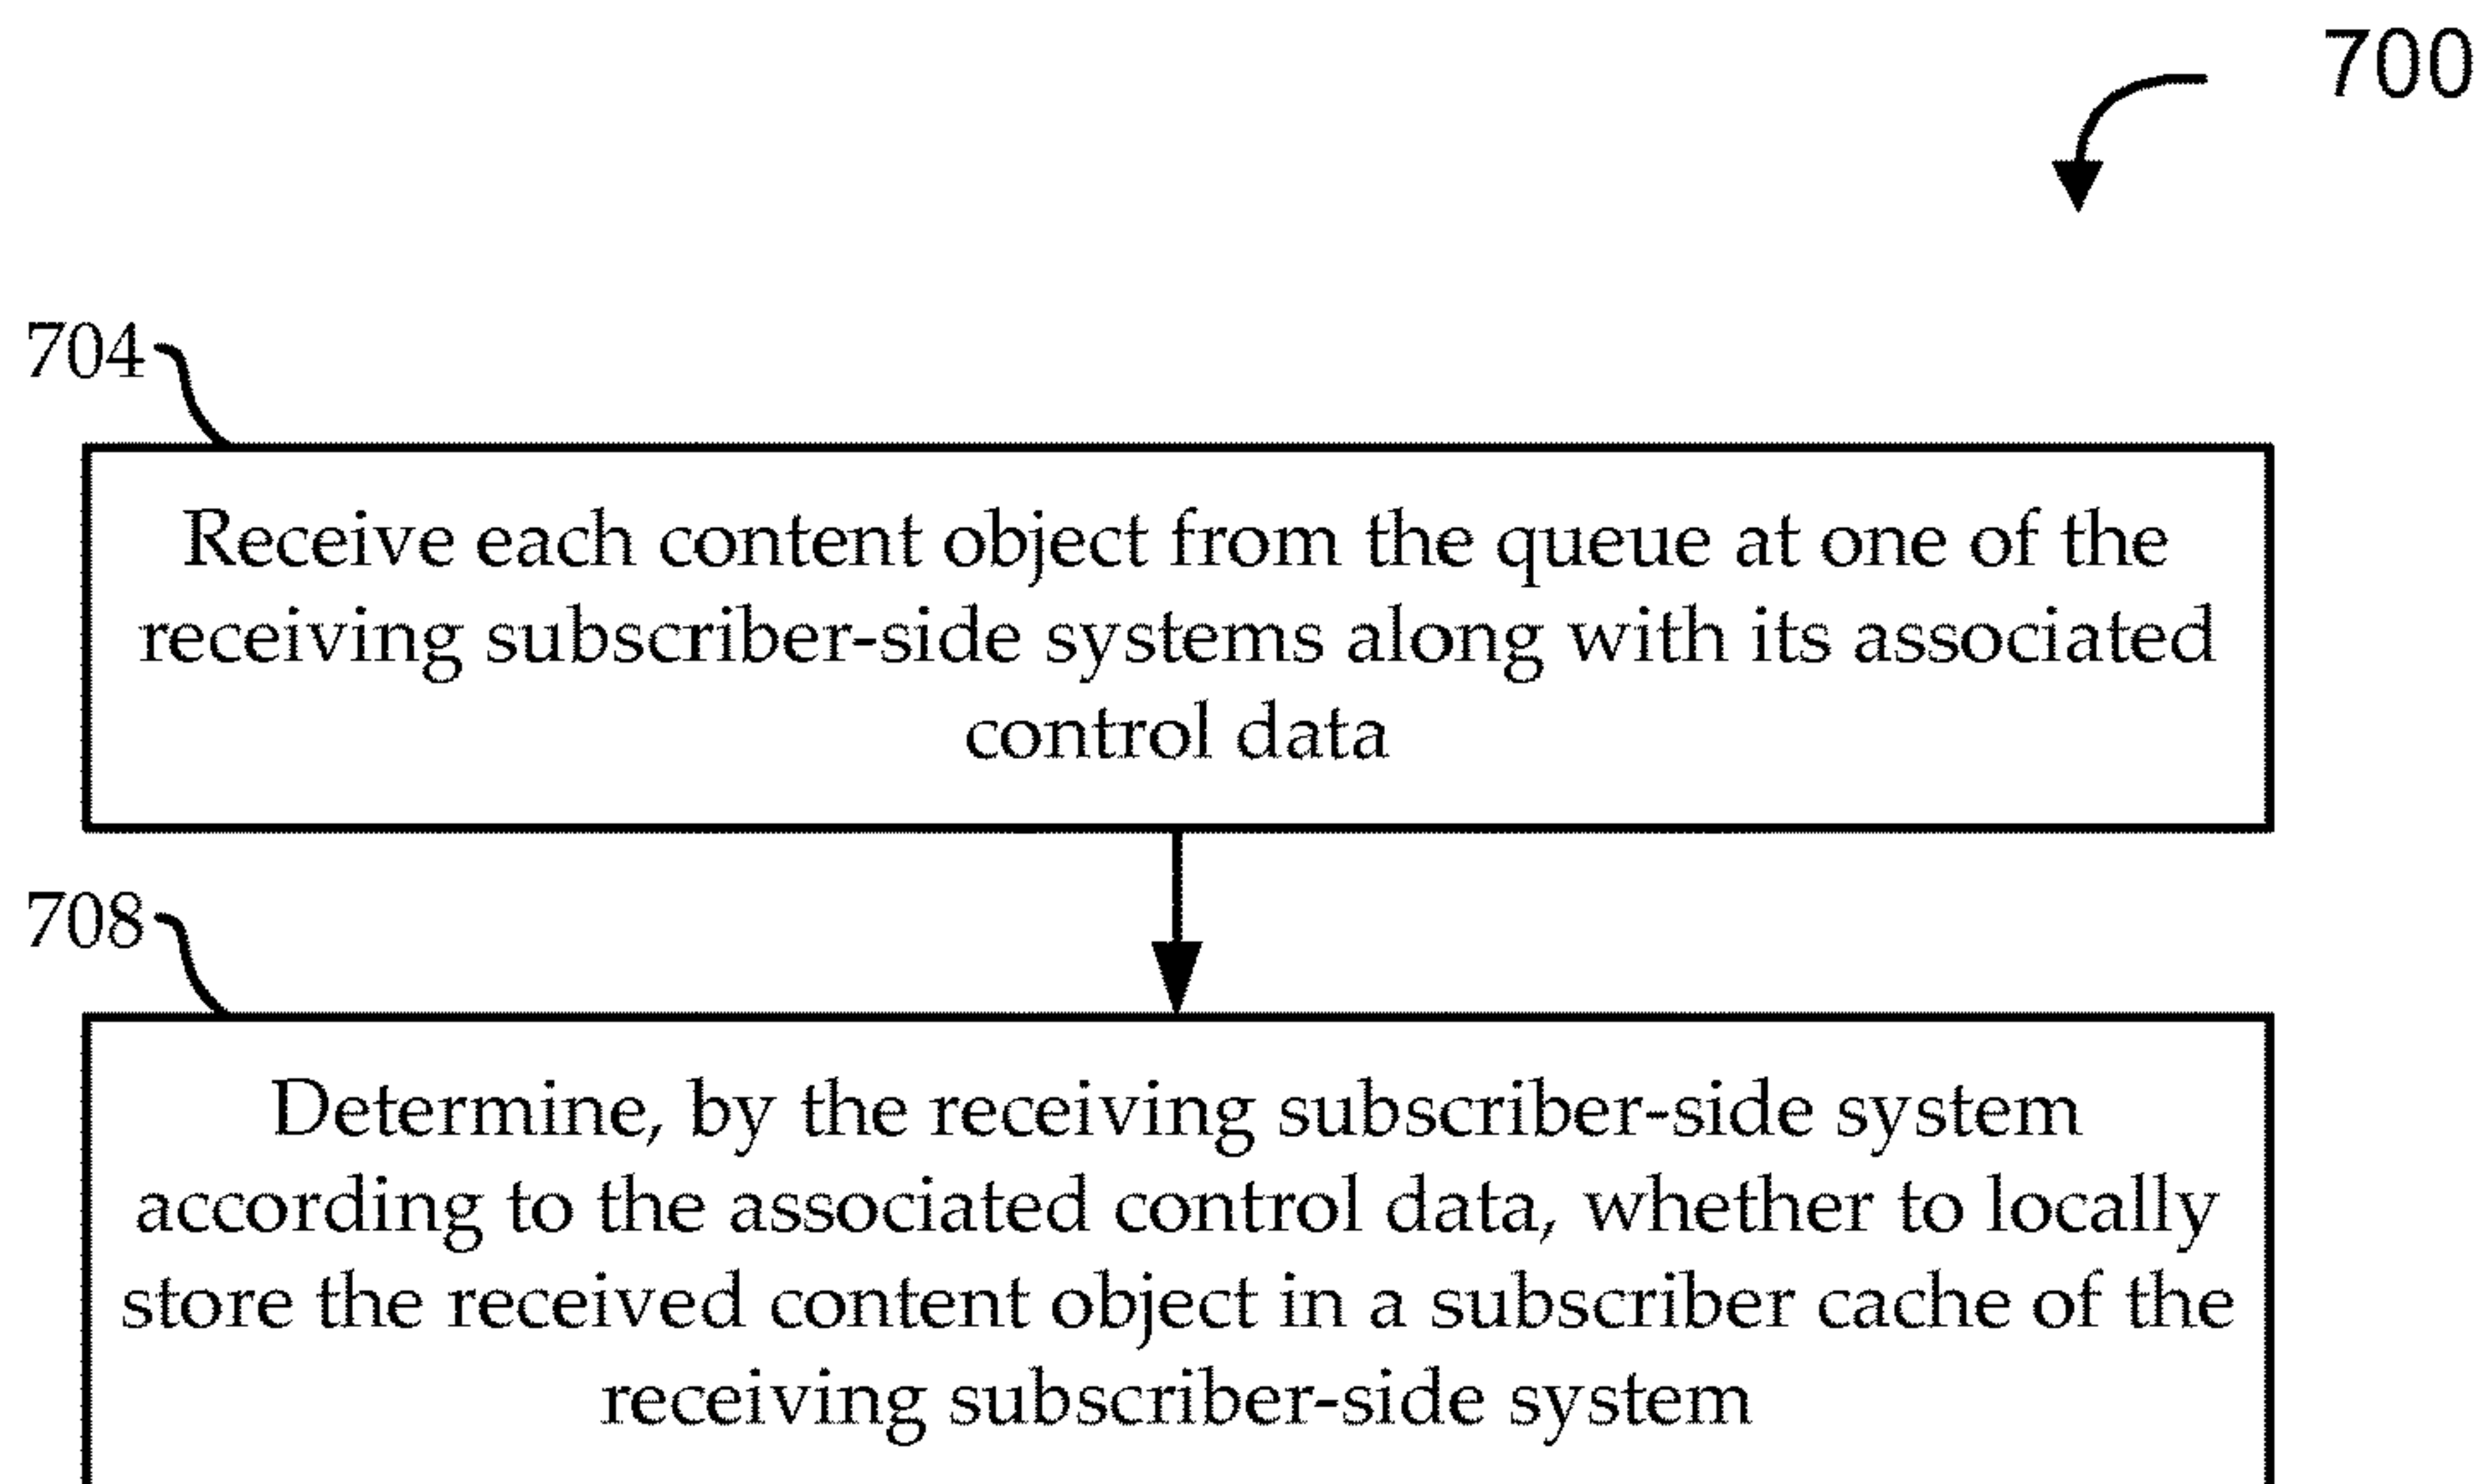 700
704
Receive each content object from the queue at one of the
receiving subscriber-side systems along with its associated
control data
708
Determine, by the receiving subscriber-side system
according to the associated control data, whether to locally
store the received content object in a subscriber cache of the
receiving subscriber-side system